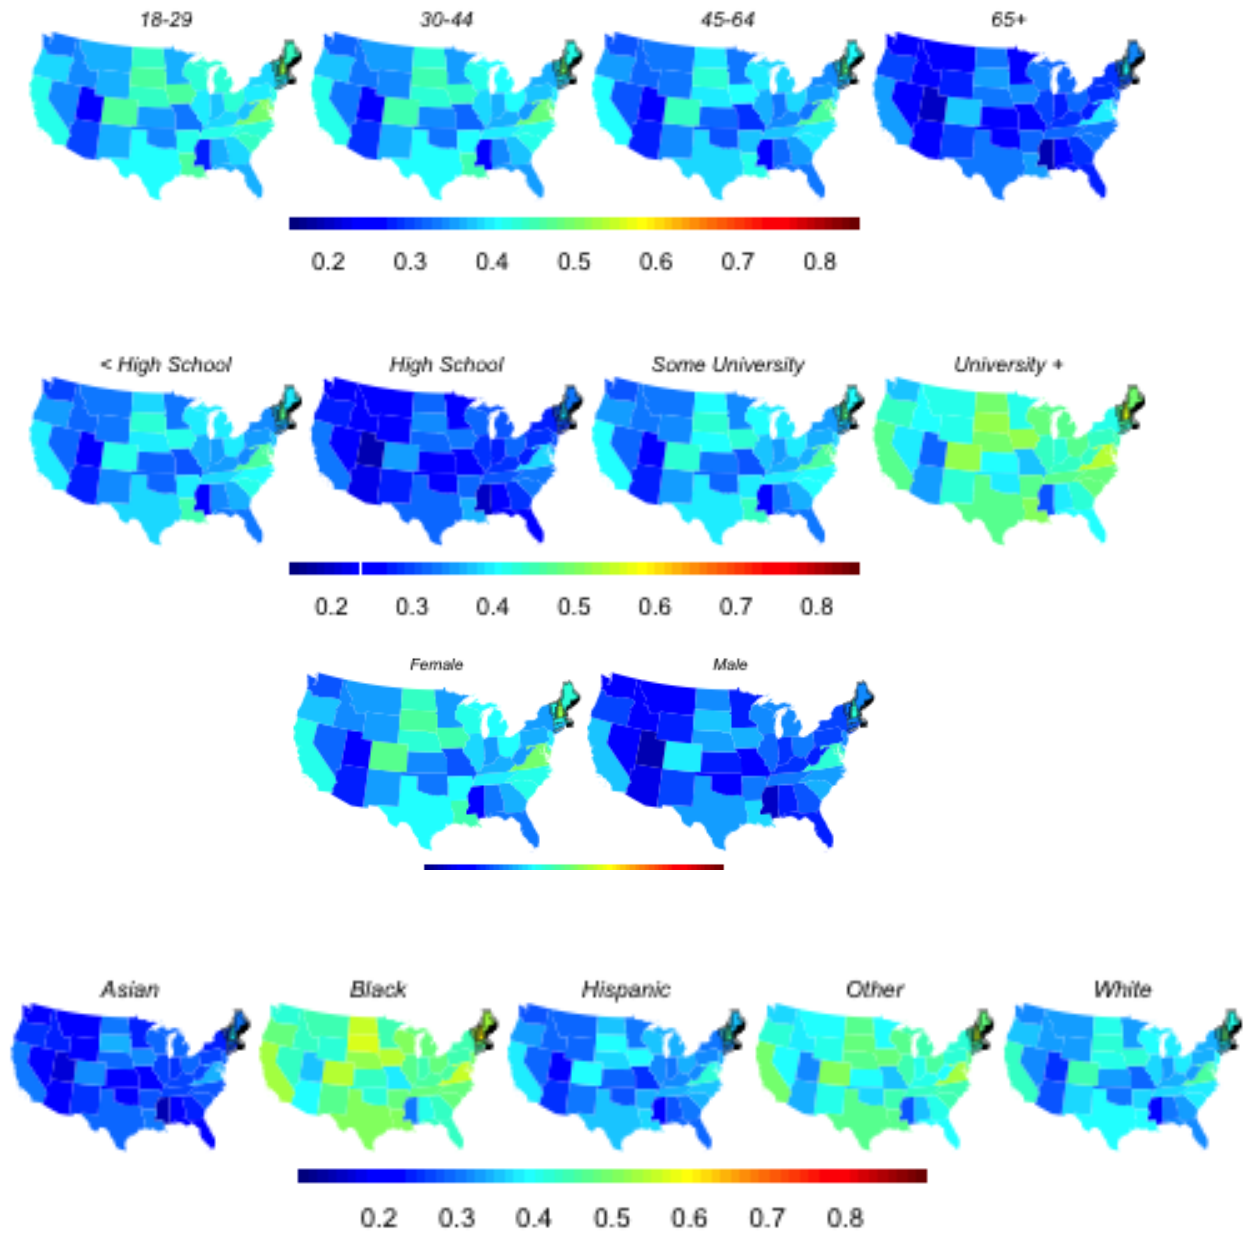 18-29 30-44 45-64 65+
0.2 0.3 0.4 0.5 0.6 0.7 0.8
< High School High School Some University University +
0.2 0.3 0.4 0.5 0.6 0.7 0.8
Female Male
Asian Black Hispanic Other White
0.2 0.3 0.4 0.5 0.6 0.7 0.8